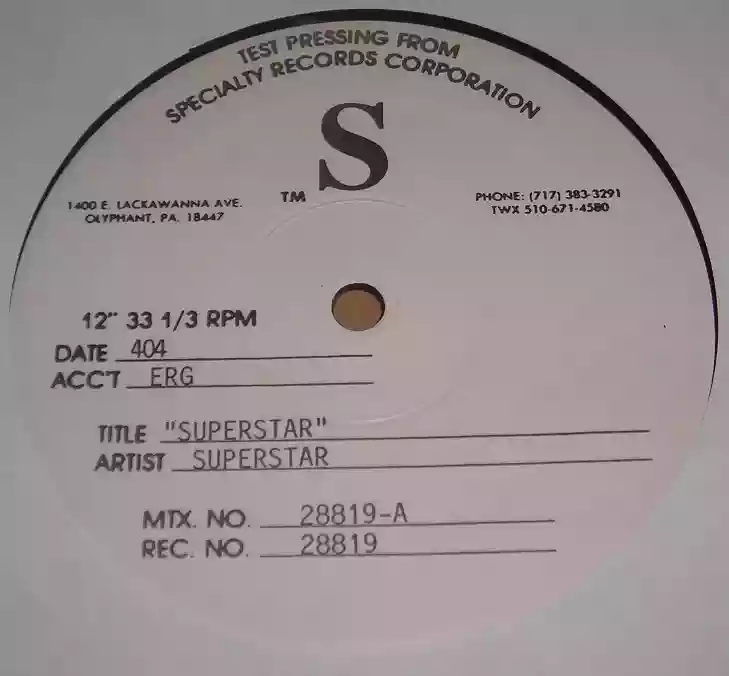 TEST PRESSING FROM
SPECIALTY RECORDS CORPORATION
S
TM
1400 E. LACKAWANNA AVE.
OLYPHANT, PA. 18447
PHONE: (717) 383-3291
TWX 510-671-4580
12" 33 1/3 RPM
DATE 404
ACC'T ERG
TITLE "SUPERSTAR"
ARTIST SUPERSTAR
MTX. NO. 28819-A
REC. NO. 28819